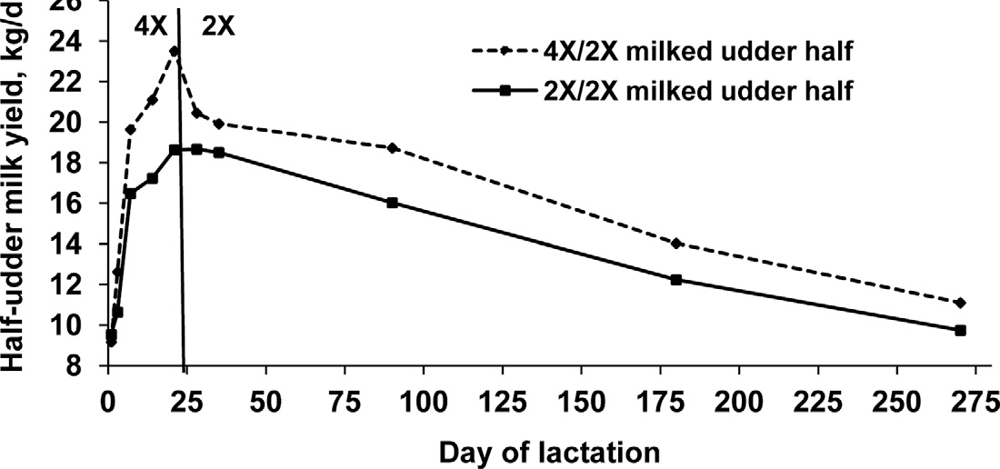 Half-udder milk yield, kg/d
26
24
22
20
18
16
14
12
10
8
4X 2X
4X/2X milked udder half
2X/2X milked udder half
0 25 50 75 100 125 150 175 200 225 250 275
Day of lactation